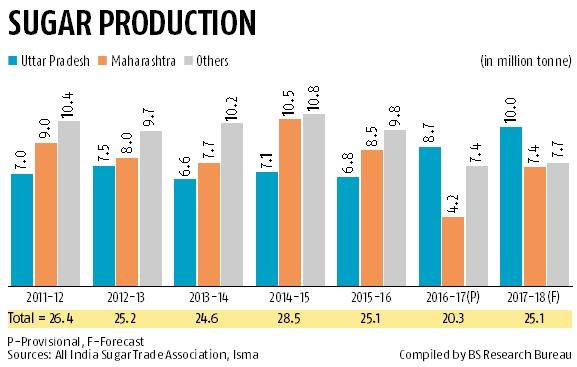 SUGAR PRODUCTION
Uttar Pradesh Maharashtra Others (in million tonne)
7.0 9.0 10.4 7.5 8.0 9.7 6.6 7.7 10.2 7.1 10.5 10.8 6.8 8.5 9.8 8.7 4.2 7.4 10.0 7.4 7.7
2011-12 2012-13 2013-14 2014-15 2015-16 2016-17(P) 2017-18 (F)
Total = 26.4 25.2 24.6 28.5 25.1 20.3 25.1
P-Provisional, F-Forecast
Sources: All India Sugar Trade Association, Isma Compiled by BS Research Bureau